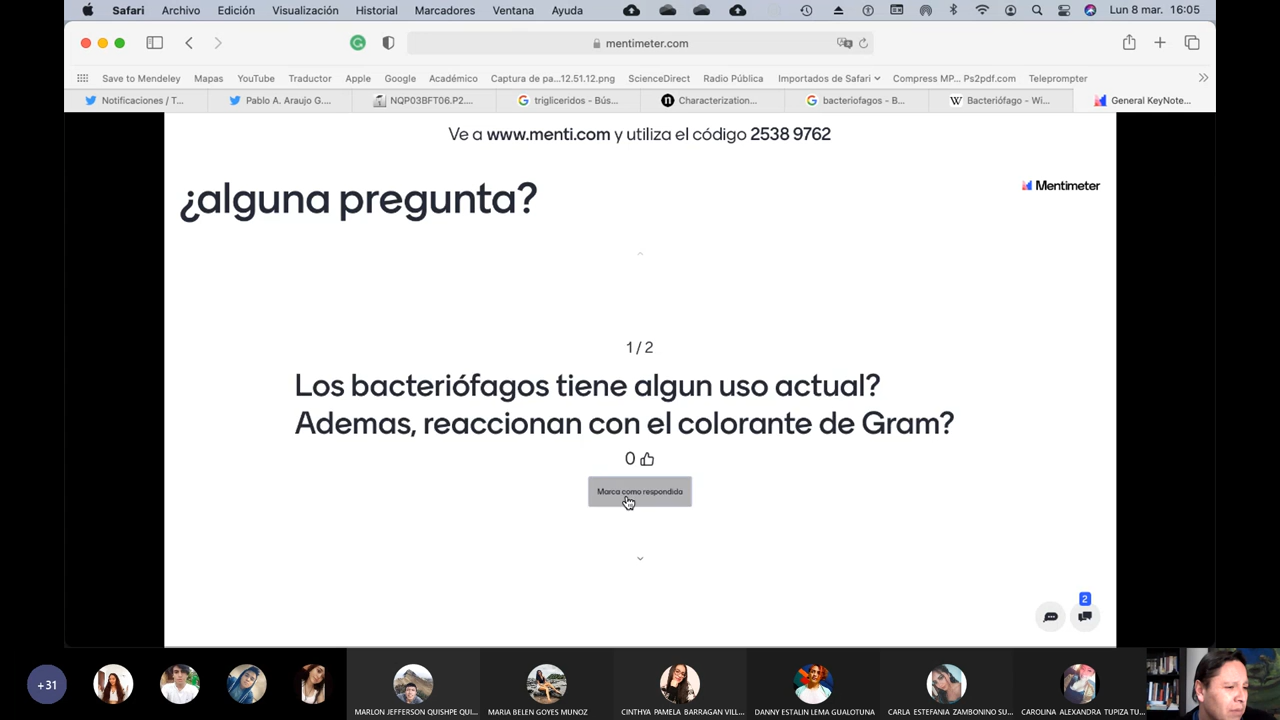 Safari Archivo Edición Visualización Historial Marcadores Ventana Ayuda Lun 8 mar. 16:05
mentimeter.com
Save to Mendeley Mapas YouTube Traductor Apple Google Académico Captura de pa...12.51.12.png ScienceDirect Radio Pública Importados de Safari Compress MP... Ps2pdf.com Teleprompter
Notificaciones / T... Pablo A. Araujo G.... NQP03BFT06.P2.... trigliceridos - Bús... Characterization... bacteriofagos - B... Bacteriófago - Wi... General KeyNote...
Ve a www.menti.com y utiliza el código 2538 9762
¿alguna pregunta?
Mentimeter
1 / 2
Los bacteriófagos tiene algun uso actual?
Ademas, reaccionan con el colorante de Gram?
0
Marca como respondida
2
+31
MARLON JEFFERSON QUISHPE QUI... MARIA BELEN GOYES MUNOZ CINTHYA PAMELA BARRAGAN VILL... DANNY ESTALIN LEMA GUALOTUNA CARLA ESTEFANIA ZAMBONINO SU... CAROLINA ALEXANDRA TUPIZA TU...